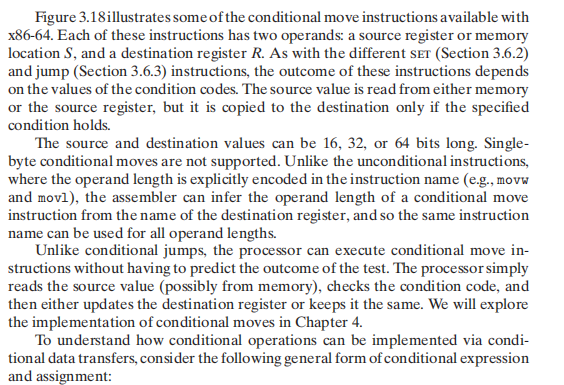 Figure 3.18 illustrates some of the conditional move instructions available with
x86-64. Each of these instructions has two operands: a source register or memory
location S, and a destination register R. As with the different SET (Section 3.6.2)
and jump (Section 3.6.3) instructions, the outcome of these instructions depends
on the values of the condition codes. The source value is read from either memory
or the source register, but it is copied to the destination only if the specified
condition holds.
The source and destination values can be 16, 32, or 64 bits long. Single-
byte conditional moves are not supported. Unlike the unconditional instructions,
where the operand length is explicitly encoded in the instruction name (e.g., movw
and movl), the assembler can infer the operand length of a conditional move
instruction from the name of the destination register, and so the same instruction
name can be used for all operand lengths.
Unlike conditional jumps, the processor can execute conditional move in-
structions without having to predict the outcome of the test. The processor simply
reads the source value (possibly from memory), checks the condition code, and
then either updates the destination register or keeps it the same. We will explore
the implementation of conditional moves in Chapter 4.
To understand how conditional operations can be implemented via condi-
tional data transfers, consider the following general form of conditional expression
and assignment: